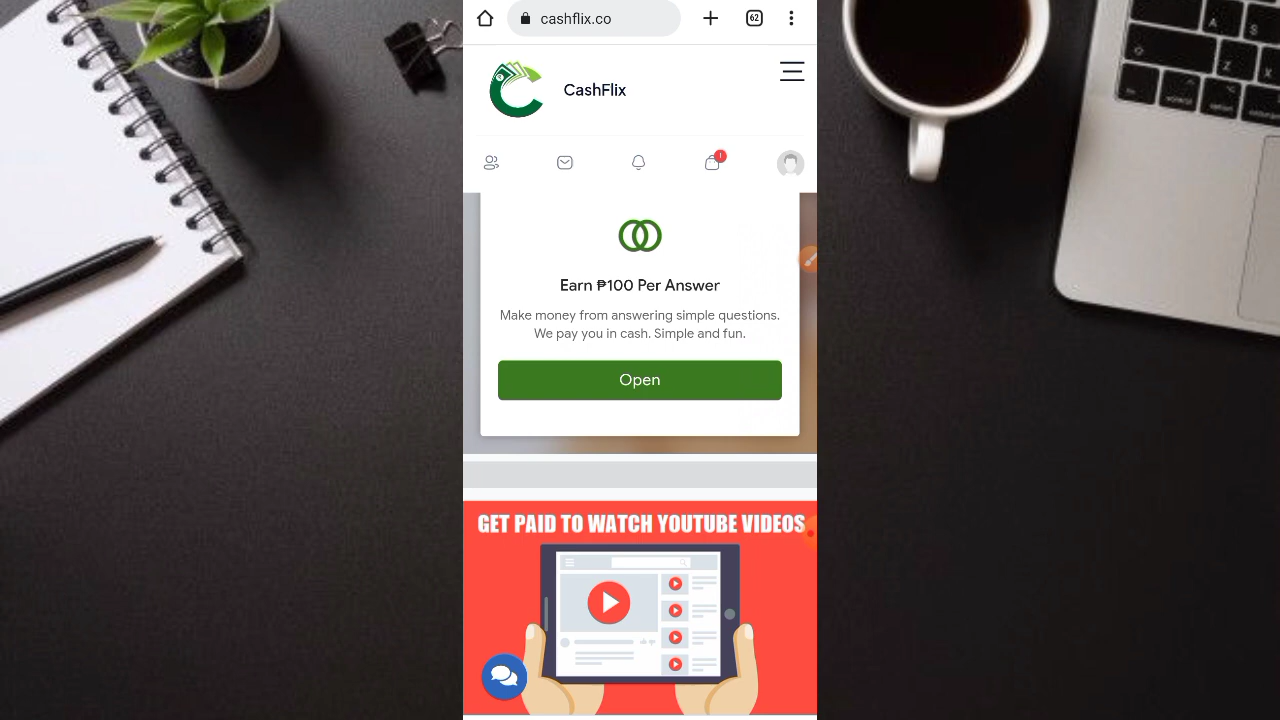 cashflix.co
62
CashFlix
!
Earn ₱100 Per Answer
Make money from answering simple questions.
We pay you in cash. Simple and fun.
Open
GET PAID TO WATCH YOUTUBE VIDEOS
A
S
Z
X